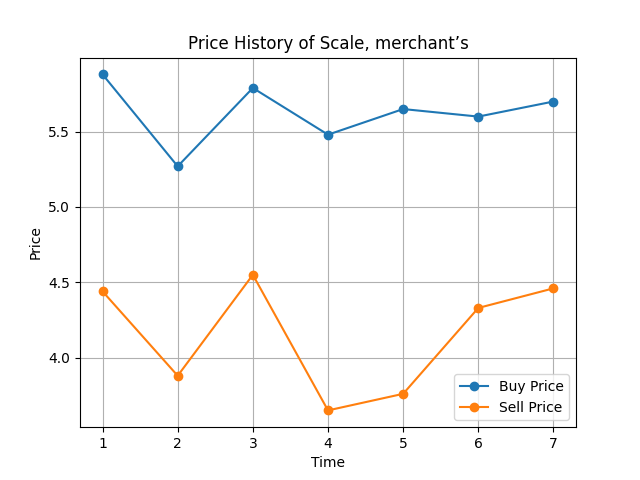 Price History of Scale, merchant’s
Price
5.5
5.0
4.5
4.0
Buy Price
Sell Price
1 2 3 4 5 6 7
Time